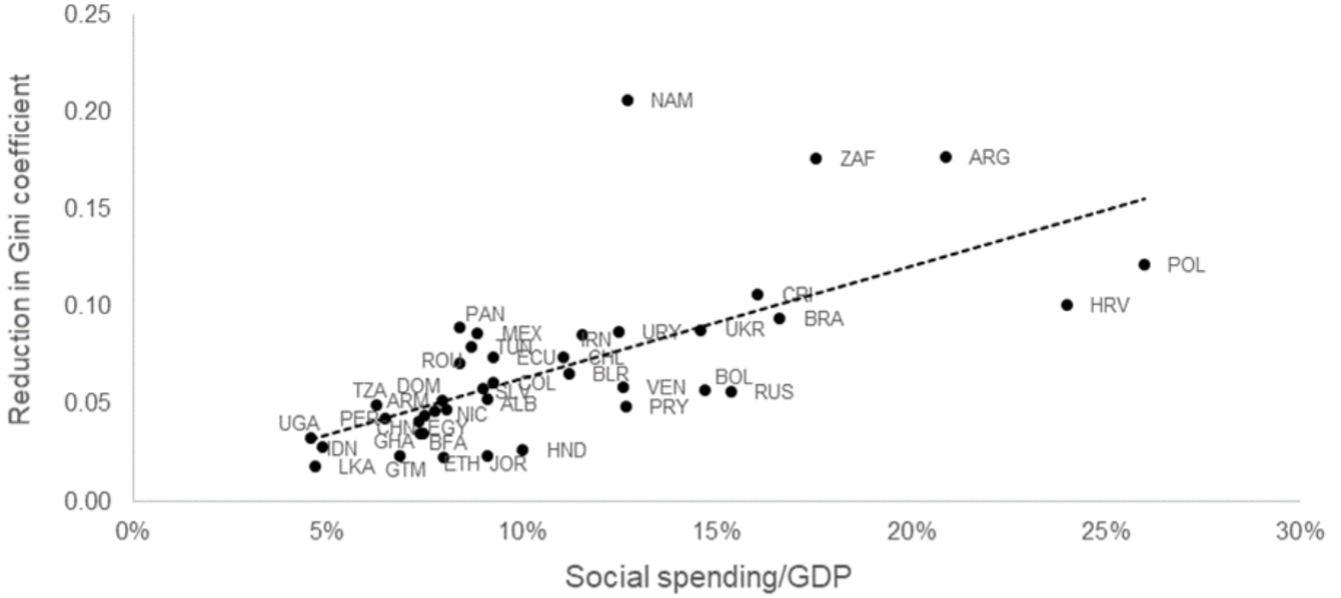 0.25
Reduction in Gini coefficient
0.20
0.15
0.10
0.05
0.00
NAM
ZAF
ARG
POL
HRV
CRI
BRA
PAN
MEX
IRN
URY
UKR
TUN
ROU
ECU
CHL
BLR
COL
TZA
DOM
SLV
ALB
VEN
BOL
RUS
PRY
ARM
UGA
PER
NIC
CHN
EGY
GHA
BFA
IDN
LKA
GTM
ETH
JOR
HND
0%
5%
10%
15%
20%
25%
30%
Social spending/GDP